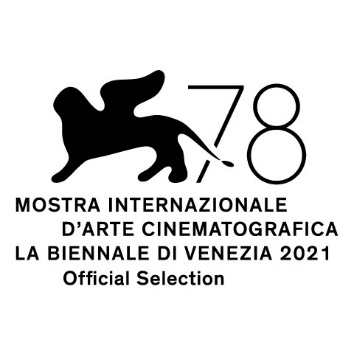 78
MOSTRA INTERNAZIONALE
D'ARTE CINEMATOGRAFICA
LA BIENNALE DI VENEZIA 2021
Official Selection